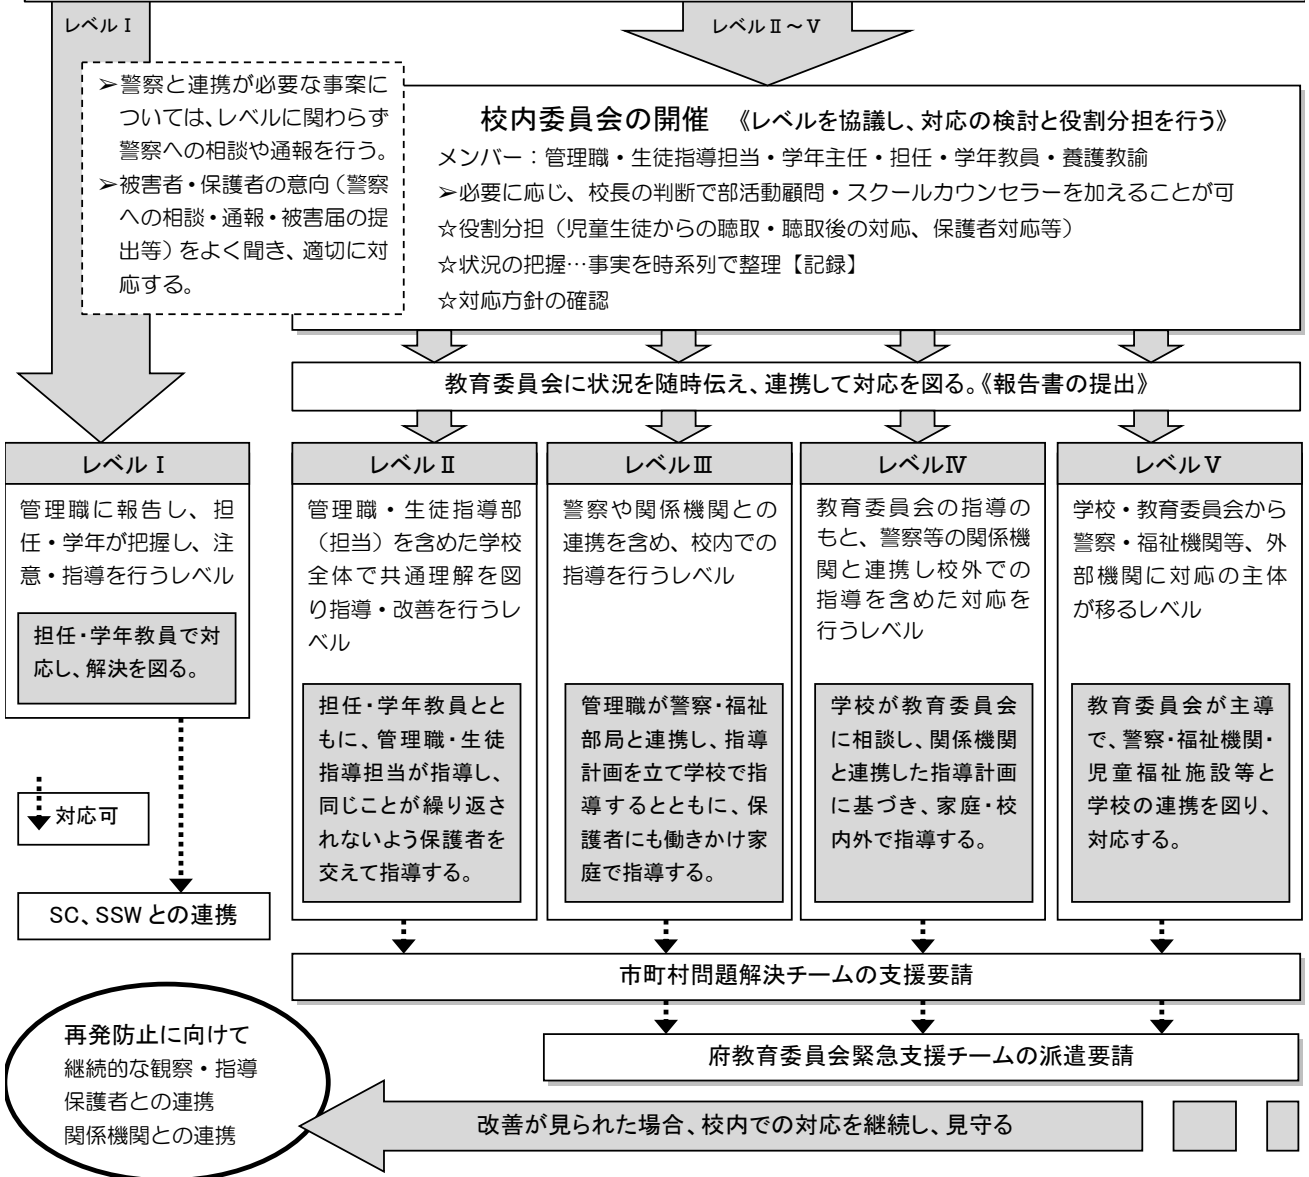 レベルⅠ
レベルⅡ～Ⅴ
➢警察と連携が必要な事案に
ついては、レベルに関わらず
警察への相談や通報を行う。
➢被害者・保護者の意向（警察
への相談・通報・被害届の提
出等）をよく聞き、適切に対
応する。
校内委員会の開催　《レベルを協議し、対応の検討と役割分担を行う》
メンバー：管理職・生徒指導担当・学年主任・担任・学年教員・養護教諭
➢必要に応じ、校長の判断で部活動顧問・スクールカウンセラーを加えることが可
☆役割分担（児童生徒からの聴取・聴取後の対応、保護者対応等）
☆状況の把握…事実を時系列で整理【記録】
☆対応方針の確認
教育委員会に状況を随時伝え、連携して対応を図る。《報告書の提出》
レベルⅠ
管理職に報告し、担
任・学年が把握し、注
意・指導を行うレベル
担任・学年教員で対
応し、解決を図る。
レベルⅡ
管理職・生徒指導部
（担当）を含めた学校
全体で共通理解を図
り指導・改善を行うレ
ベル
担任・学年教員とと
もに、管理職・生徒
指導担当が指導し、
同じことが繰り返さ
れないよう保護者を
交えて指導する。
レベルⅢ
警察や関係機関との
連携を含め、校内での
指導を行うレベル
管理職が警察・福祉
部局と連携し、指導
計画を立て学校で指
導するとともに、保
護者にも働きかけ家
庭で指導する。
レベルⅣ
教育委員会の指導の
もと、警察等の関係機
関と連携し校外での
指導を含めた対応を
行うレベル
学校が教育委員会
に相談し、関係機関
と連携した指導計画
に基づき、家庭・校
内外で指導する。
レベルⅤ
学校・教育委員会から
警察・福祉機関等、外
部機関に対応の主体
が移るレベル
教育委員会が主導
で、警察・福祉機関・
児童福祉施設等と
学校の連携を図り、
対応する。
対応可
SC、SSWとの連携
市町村問題解決チームの支援要請
府教育委員会緊急支援チームの派遣要請
再発防止に向けて
継続的な観察・指導
保護者との連携
関係機関との連携
改善が見られた場合、校内での対応を継続し、見守る